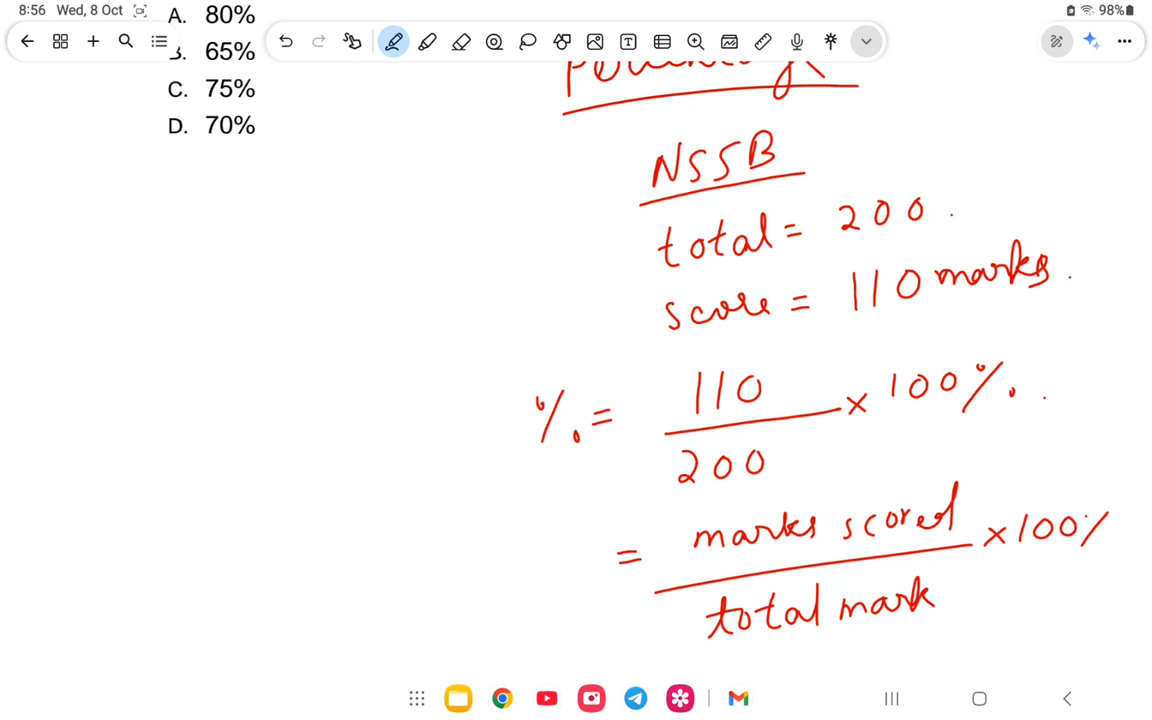 8:56 Wed, 8 Oct
98%
A. 80%
B. 65%
C. 75%
D. 70%
Percentage
NSSB
total = 200.
score = 110 marks.
%. = 110 × 100%.
200
= marks scored × 100%
total mark